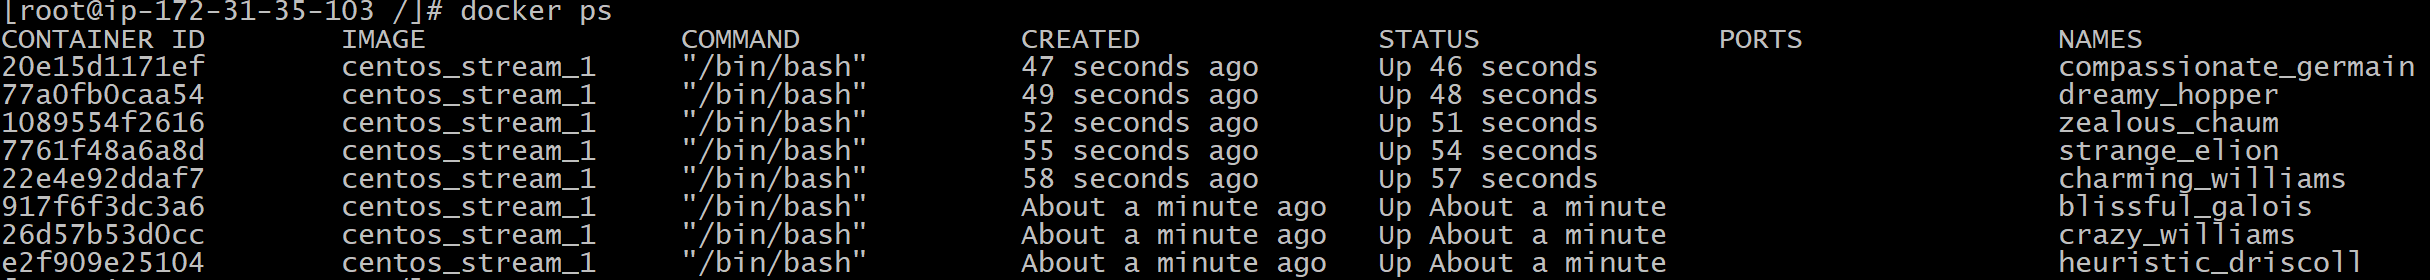 [root@ip-172-31-35-103 /]# docker ps
CONTAINER ID        IMAGE               COMMAND             CREATED              STATUS              PORTS               NAMES
20e15d1171ef        centos_stream_1     "/bin/bash"         47 seconds ago       Up 46 seconds                           compassionate_germain
77a0fb0caa54        centos_stream_1     "/bin/bash"         49 seconds ago       Up 48 seconds                           dreamy_hopper
1089554f2616        centos_stream_1     "/bin/bash"         52 seconds ago       Up 51 seconds                           zealous_chaum
7761f48a6a8d        centos_stream_1     "/bin/bash"         55 seconds ago       Up 54 seconds                           strange_elion
22e4e92ddaf7        centos_stream_1     "/bin/bash"         58 seconds ago       Up 57 seconds                           charming_williams
917f6f3dc3a6        centos_stream_1     "/bin/bash"         About a minute ago   Up About a minute                       blissful_galois
26d57b53d0cc        centos_stream_1     "/bin/bash"         About a minute ago   Up About a minute                       crazy_williams
e2f909e25104        centos_stream_1     "/bin/bash"         About a minute ago   Up About a minute                       heuristic_driscoll